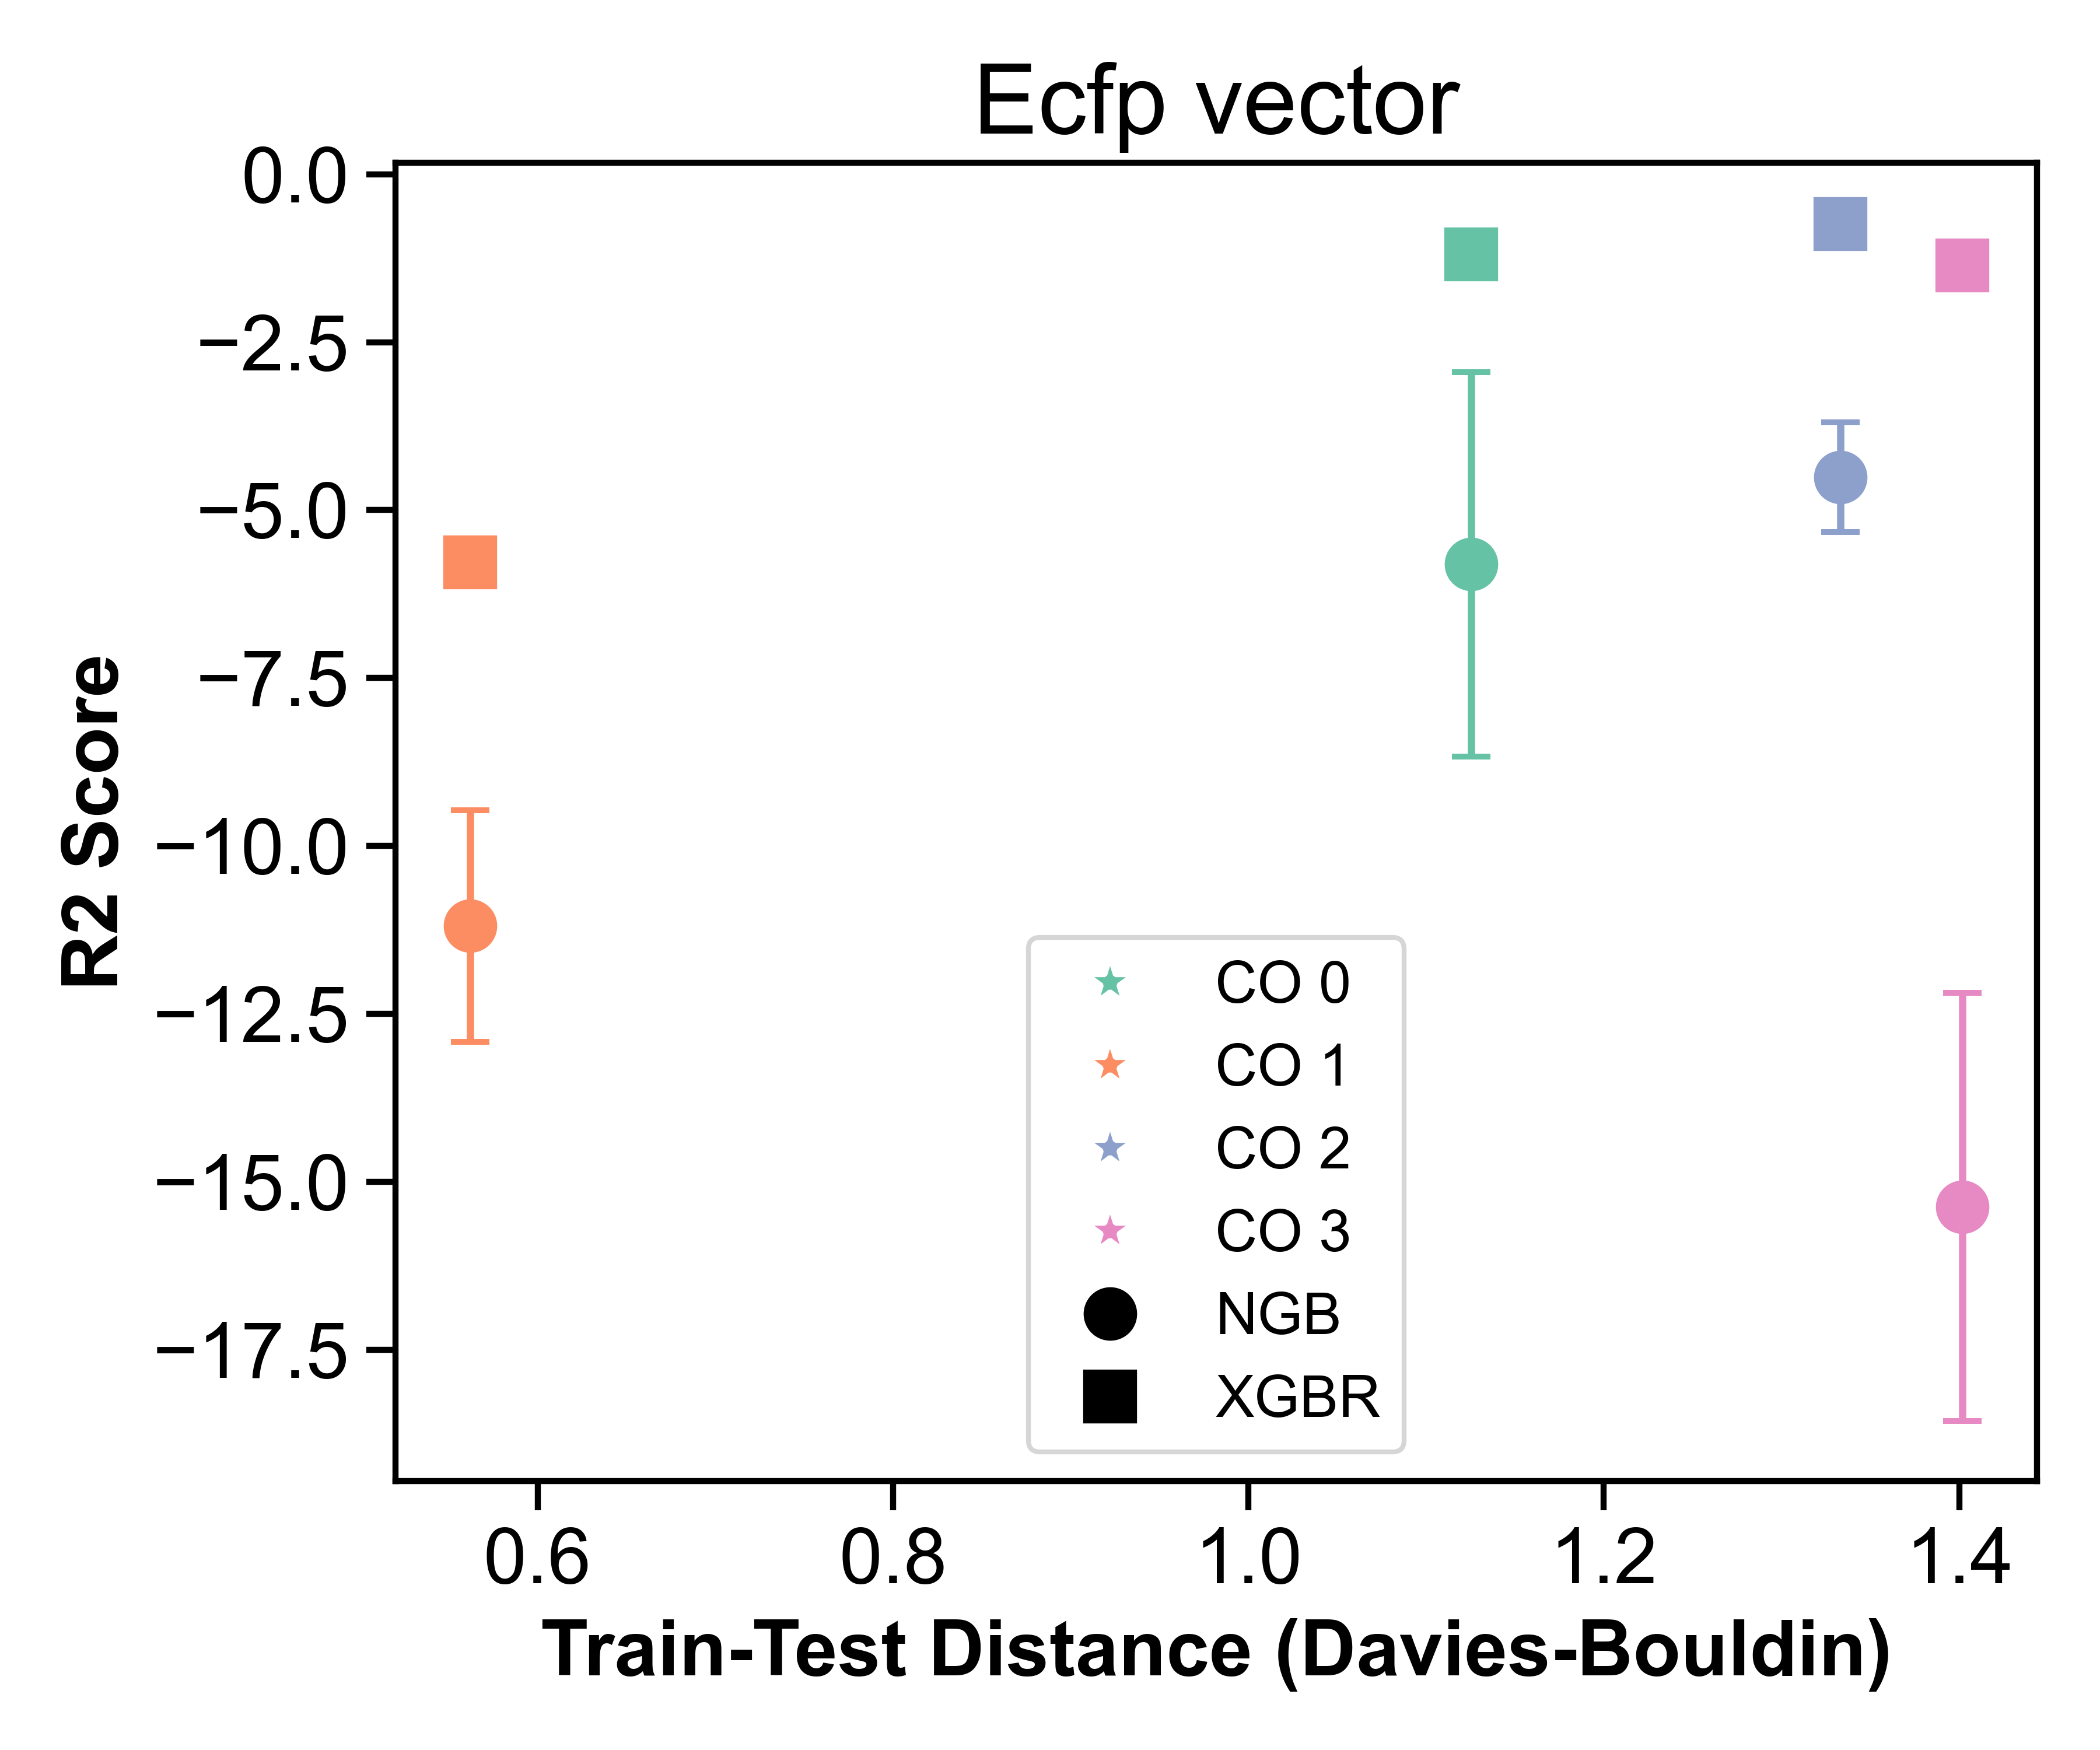 Ecfp vector
0.0
−2.5
−5.0
−7.5
−10.0
−12.5
−15.0
−17.5
R2 Score
CO 0
CO 1
CO 2
CO 3
NGB
XGBR
0.6 0.8 1.0 1.2 1.4
Train-Test Distance (Davies-Bouldin)